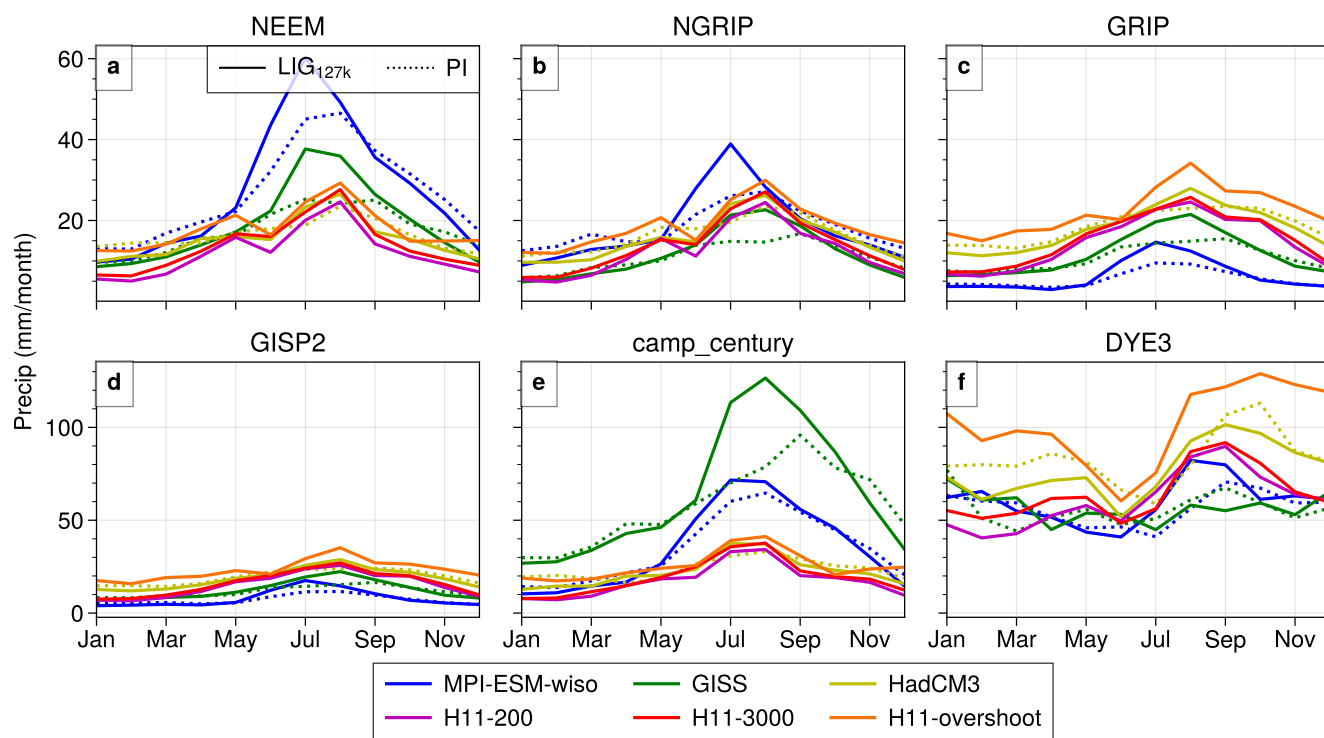 NEEM NGRIP GRIP
a LIG127k PI b c
60
40
20
Precip (mm/month)
GISP2 camp_century DYE3
d e f
100
50
0
Jan Mar May Jul Sep Nov Jan Mar May Jul Sep Nov Jan Mar May Jul Sep Nov
MPI-ESM-wiso GISS HadCM3
H11-200 H11-3000 H11-overshoot